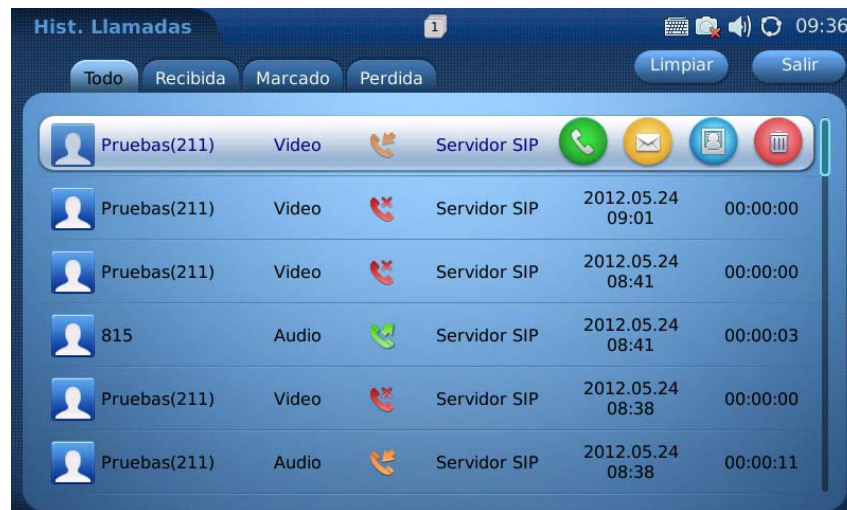 Hist. Llamadas 1 09:36
Todo Recibida Marcado Perdida Limpiar Salir
Pruebas(211) Video Servidor SIP
Pruebas(211) Video Servidor SIP 2012.05.24 09:01 00:00:00
Pruebas(211) Video Servidor SIP 2012.05.24 08:41 00:00:00
815 Audio Servidor SIP 2012.05.24 08:41 00:00:03
Pruebas(211) Video Servidor SIP 2012.05.24 08:38 00:00:00
Pruebas(211) Audio Servidor SIP 2012.05.24 08:38 00:00:11